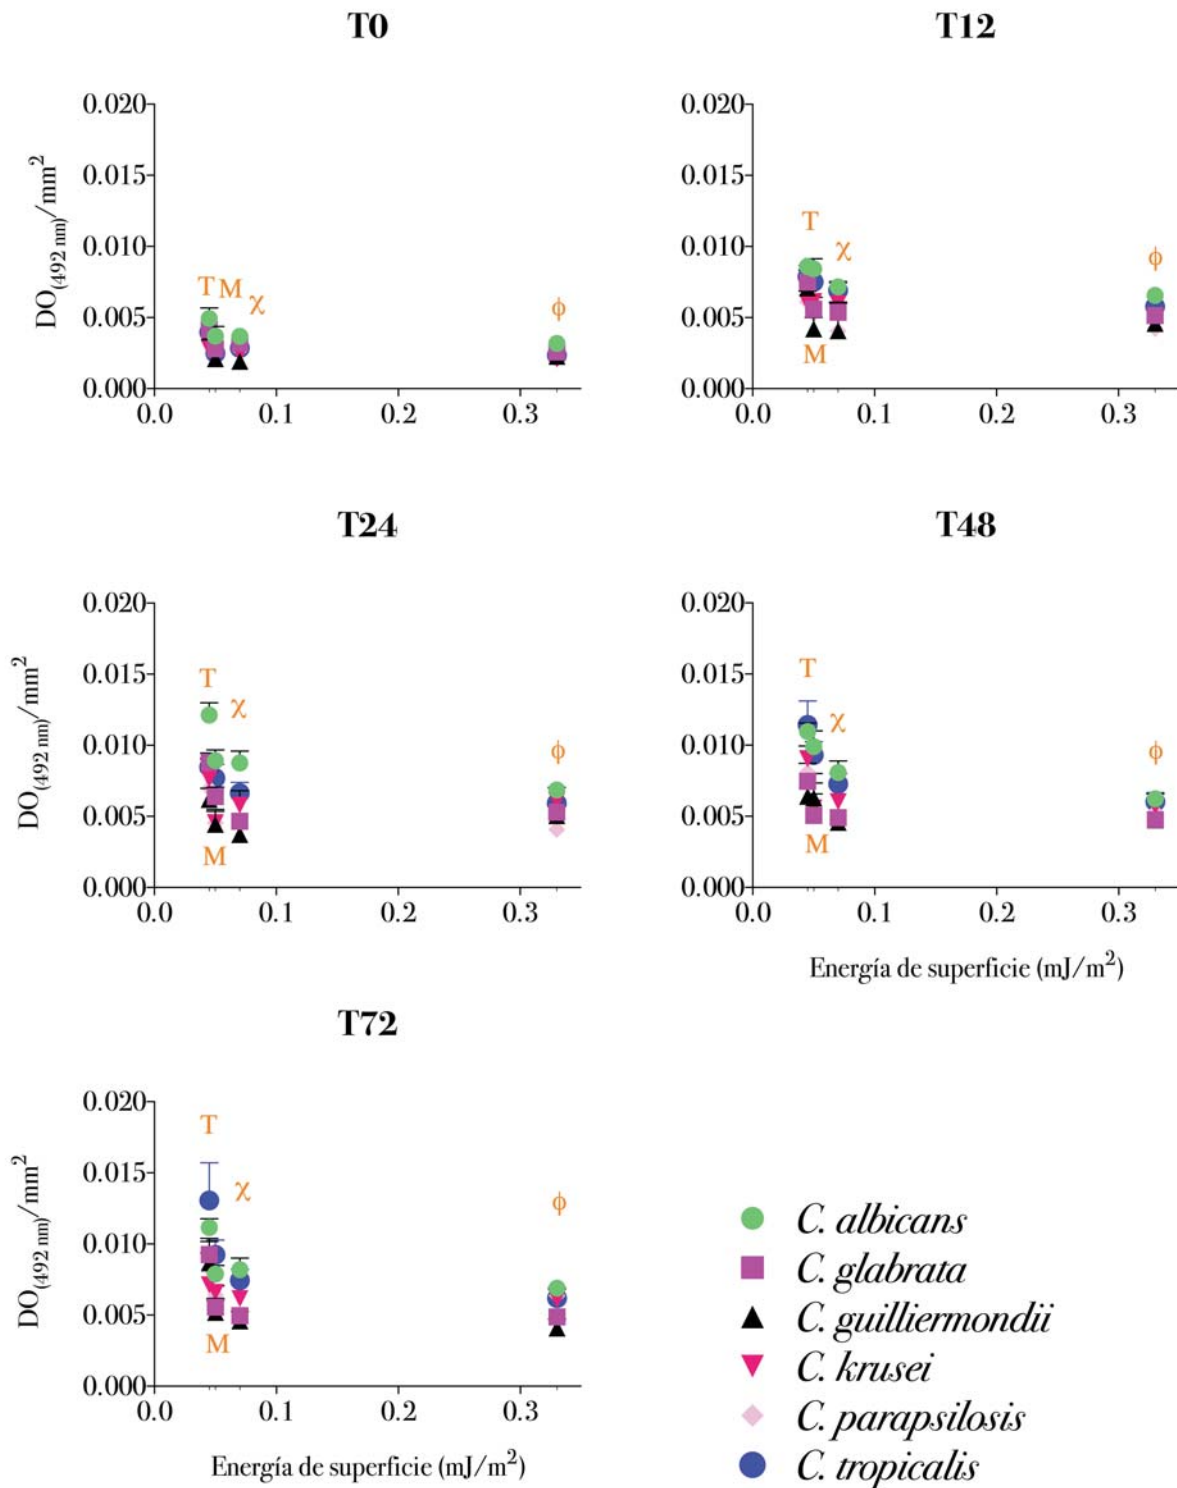 T0
T12
0.020
0.015
0.010
0.005
0.000
DO(492 nm)/mm²
T M χ
ϕ
0.0 0.1 0.2 0.3
0.020
0.015
0.010
0.005
0.000
T
χ
ϕ
M
0.0 0.1 0.2 0.3
T24
T48
0.020
0.015
0.010
0.005
0.000
DO(492 nm)/mm²
T
χ
ϕ
M
0.0 0.1 0.2 0.3
0.020
0.015
0.010
0.005
0.000
T
χ
ϕ
M
0.0 0.1 0.2 0.3
Energía de superficie (mJ/m²)
T72
0.020
0.015
0.010
0.005
0.000
DO(492 nm)/mm²
T
χ
ϕ
M
0.0 0.1 0.2 0.3
Energía de superficie (mJ/m²)
C. albicans
C. glabrata
C. guilliermondii
C. krusei
C. parapsilosis
C. tropicalis